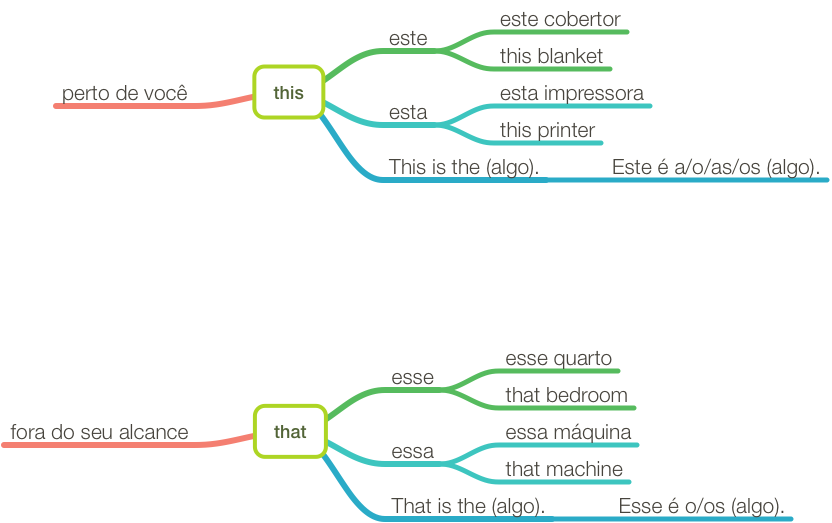 perto de você
this
este
este cobertor
this blanket
esta
esta impressora
this printer
This is the (algo).
Este é a/o/as/os (algo).
fora do seu alcance
that
esse
esse quarto
that bedroom
essa
essa máquina
that machine
That is the (algo).
Esse é o/os (algo).